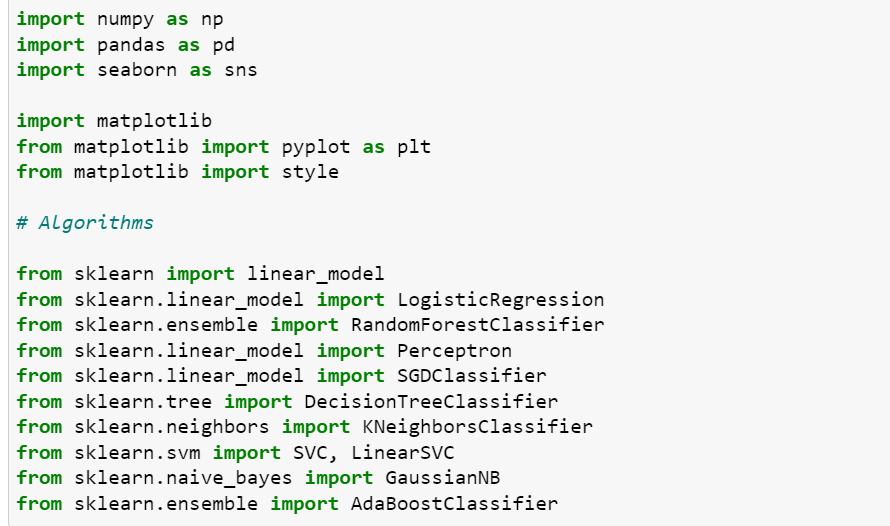 import numpy as np
import pandas as pd
import seaborn as sns
import matplotlib
from matplotlib import pyplot as plt
from matplotlib import style
# Algorithms
from sklearn import linear_model
from sklearn.linear_model import LogisticRegression
from sklearn.ensemble import RandomForestClassifier
from sklearn.linear_model import Perceptron
from sklearn.linear_model import SGDClassifier
from sklearn.tree import DecisionTreeClassifier
from sklearn.neighbors import KNeighborsClassifier
from sklearn.svm import SVC, LinearSVC
from sklearn.naive_bayes import GaussianNB
from sklearn.ensemble import AdaBoostClassifier